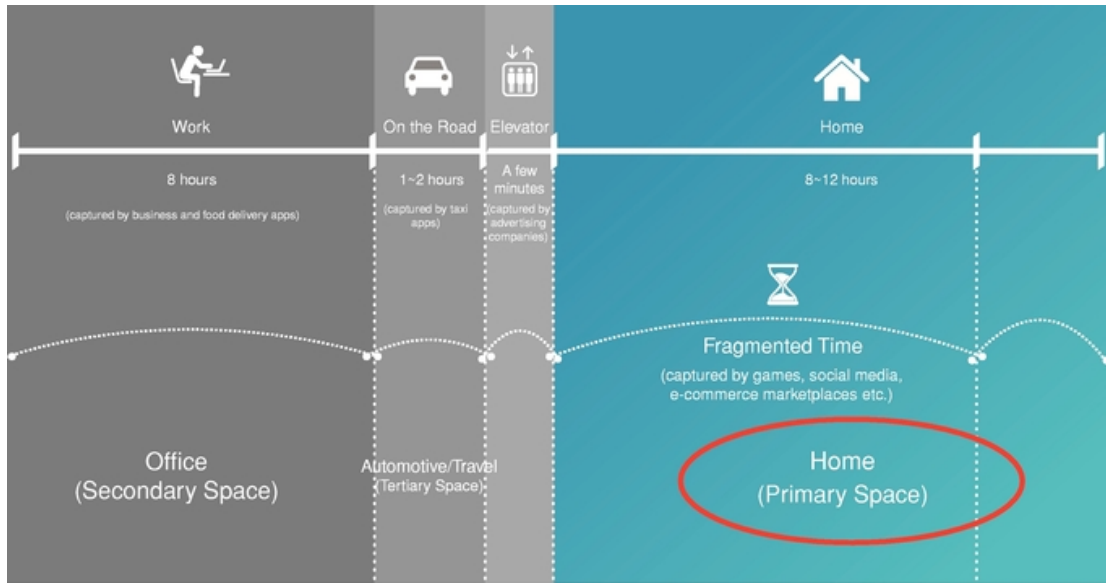 Work
On the Road
Elevator
Home
8 hours
1~2 hours
A few
minutes
8~12 hours
(captured by business and food delivery apps)
(captured by taxi
apps)
(captured by
advertising
companies)
Fragmented Time
(captured by games, social media,
e-commerce marketplaces etc.)
Office
(Secondary Space)
Automotive/Travel
(Tertiary Space)
Home
(Primary Space)